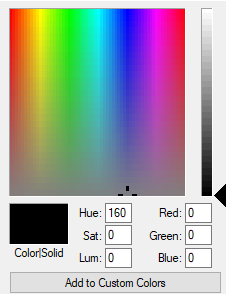 Hue: 160 Red: 0
Sat: 0 Green: 0
Color|Solid
Lum: 0 Blue: 0
Add to Custom Colors